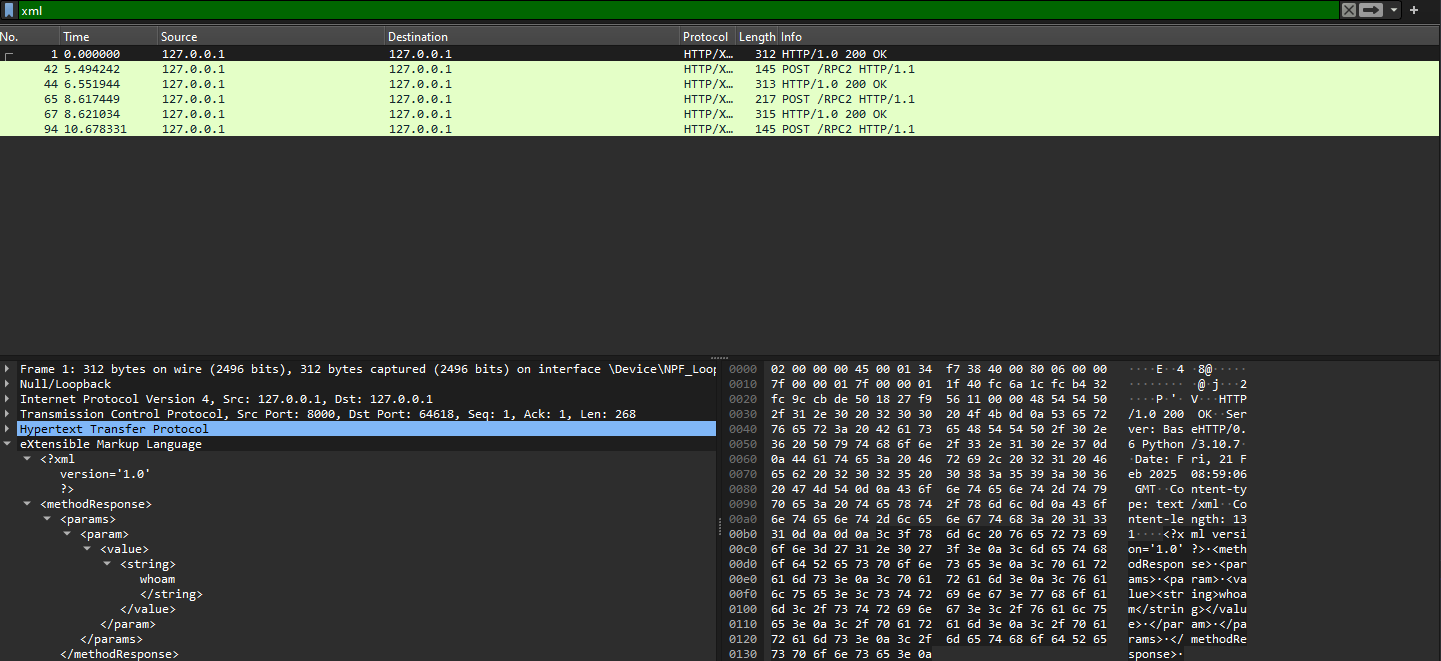 xml
No. Time Source Destination Protocol Length Info
1 0.000000 127.0.0.1 127.0.0.1 HTTP/X… 312 HTTP/1.0 200 OK
42 5.494242 127.0.0.1 127.0.0.1 HTTP/X… 145 POST /RPC2 HTTP/1.1
44 6.551944 127.0.0.1 127.0.0.1 HTTP/X… 313 HTTP/1.0 200 OK
65 8.617449 127.0.0.1 127.0.0.1 HTTP/X… 217 POST /RPC2 HTTP/1.1
67 8.621034 127.0.0.1 127.0.0.1 HTTP/X… 315 HTTP/1.0 200 OK
94 10.678331 127.0.0.1 127.0.0.1 HTTP/X… 145 POST /RPC2 HTTP/1.1
Frame 1: 312 bytes on wire (2496 bits), 312 bytes captured (2496 bits) on interface \Device\NPF_Loop
Null/Loopback
Internet Protocol Version 4, Src: 127.0.0.1, Dst: 127.0.0.1
Transmission Control Protocol, Src Port: 8000, Dst Port: 64618, Seq: 1, Ack: 1, Len: 268
Hypertext Transfer Protocol
eXtensible Markup Language
<?xml
version='1.0'
?>
<methodResponse>
<params>
<param>
<value>
<string>
whoam
</string>
</value>
</param>
</params>
</methodResponse>
0000 02 00 00 00 45 00 01 34 f7 38 40 00 80 06 00 00 ····E··4·8@·····
0010 7f 00 00 01 7f 00 00 01 1f 40 fc 6a 1c fc b4 32 ·········@·j···2
0020 fc 9c cb de 50 18 27 f9 56 11 00 00 48 54 54 50 ····P·'·V···HTTP
0030 2f 31 2e 30 20 32 30 30 20 4f 4b 0d 0a 53 65 72 /1.0 200 OK··Ser
0040 76 65 72 3a 20 42 61 73 65 48 54 54 50 2f 30 2e ver: BaseHTTP/0.
0050 36 20 50 79 74 68 6f 6e 2f 33 2e 31 30 2e 37 0d 6 Python/3.10.7·
0060 0a 44 61 74 65 3a 20 46 72 69 2c 20 32 31 20 46 ·Date: Fri, 21 F
0070 65 62 20 32 30 32 35 20 30 38 3a 35 39 3a 30 36 eb 2025 08:59:06
0080 20 47 4d 54 0d 0a 43 6f 6e 74 65 6e 74 2d 74 79 GMT··Content-ty
0090 70 65 3a 20 74 65 78 74 2f 78 6d 6c 0d 0a 43 6f pe: text/xml··Co
00a0 6e 74 65 6e 74 2d 6c 65 6e 67 74 68 3a 20 31 33 ntent-length: 13
00b0 31 0d 0a 0d 0a 3c 3f 78 6d 6c 20 76 65 72 73 69 1····<?xml versi
00c0 6f 6e 3d 27 31 2e 30 27 3f 3e 0a 3c 6d 65 74 68 on='1.0'?>·<meth
00d0 6f 64 52 65 73 70 6f 6e 73 65 3e 0a 3c 70 61 72 odResponse>·<par
00e0 61 6d 73 3e 0a 3c 70 61 72 61 6d 3e 0a 3c 76 61 ams>·<param>·<va
00f0 6c 75 65 3e 3c 73 74 72 69 6e 67 3e 77 68 6f 61 lue><string>whoa
0100 6d 3c 2f 73 74 72 69 6e 67 3e 3c 2f 76 61 6c 75 m</string></valu
0110 65 3e 0a 3c 2f 70 61 72 61 6d 3e 0a 3c 2f 70 61 e>·</param>·</pa
0120 72 61 6d 73 3e 0a 3c 2f 6d 65 74 68 6f 64 52 65 rams>·</methodRe
0130 73 70 6f 6e 73 65 3e 0a sponse>·